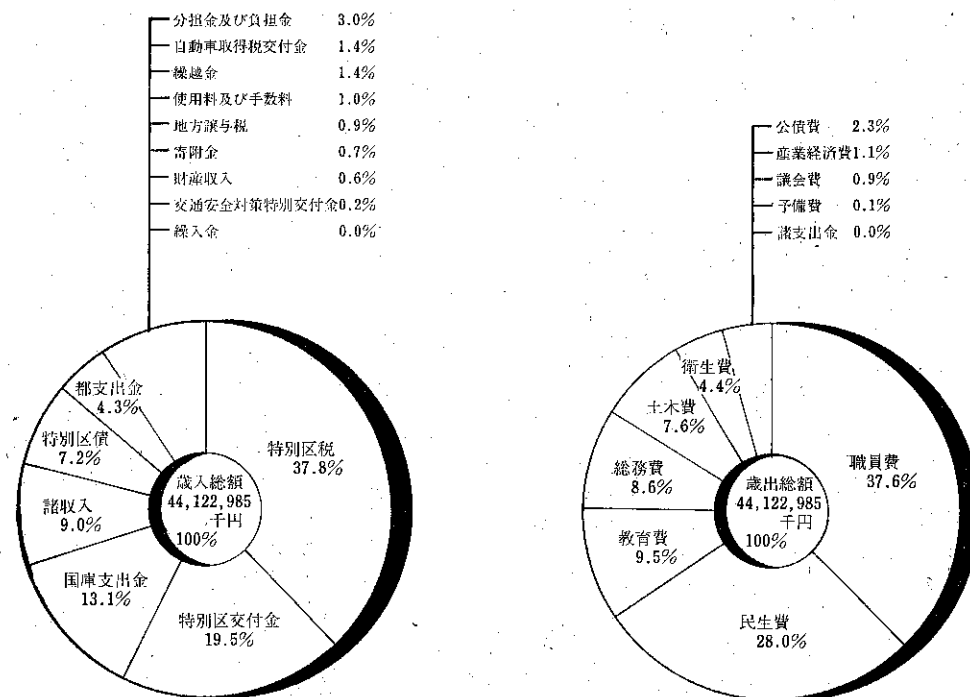 分担金及び負担金 3.0%
自動車取得税交付金 1.4%
繰越金 1.4%
使用料及び手数料 1.0%
地方譲与税 0.9%
寄附金 0.7%
財産収入 0.6%
交通安全対策特別交付金0.2%
繰入金 0.0%
都支出金
4.3%
特別区債
7.2%
諸収入
9.0%
国庫支出金
13.1%
特別区交付金
19.5%
特別区税
37.8%
歳入総額
44,122,985
千円
100%
公債費 2.3%
産業経済費1.1%
議会費 0.9%
予備費 0.1%
諸支出金 0.0%
衛生費
4.4%
土木費
7.6%
総務費
8.6%
教育費
9.5%
民生費
28.0%
職員費
37.6%
歳出総額
44,122,985
千円
100%